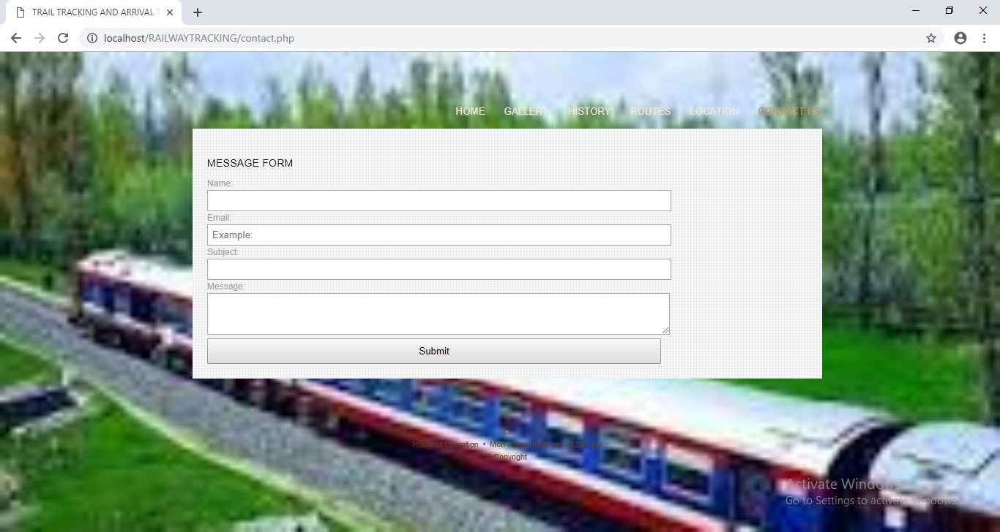 TRAIL TRACKING AND ARRIVAL T
localhost/RAILWAYTRACKING/contact.php
HOME GALLERY HISTORY ROUTES LOCATION CONTACT US
MESSAGE FORM
Name:
Email:
Example:
Subject:
Message:
Submit
Hours of Operation • Mon - 10:00 am - 12:00 am
Copyright
Activate Windows
Go to Settings to activate Windows.